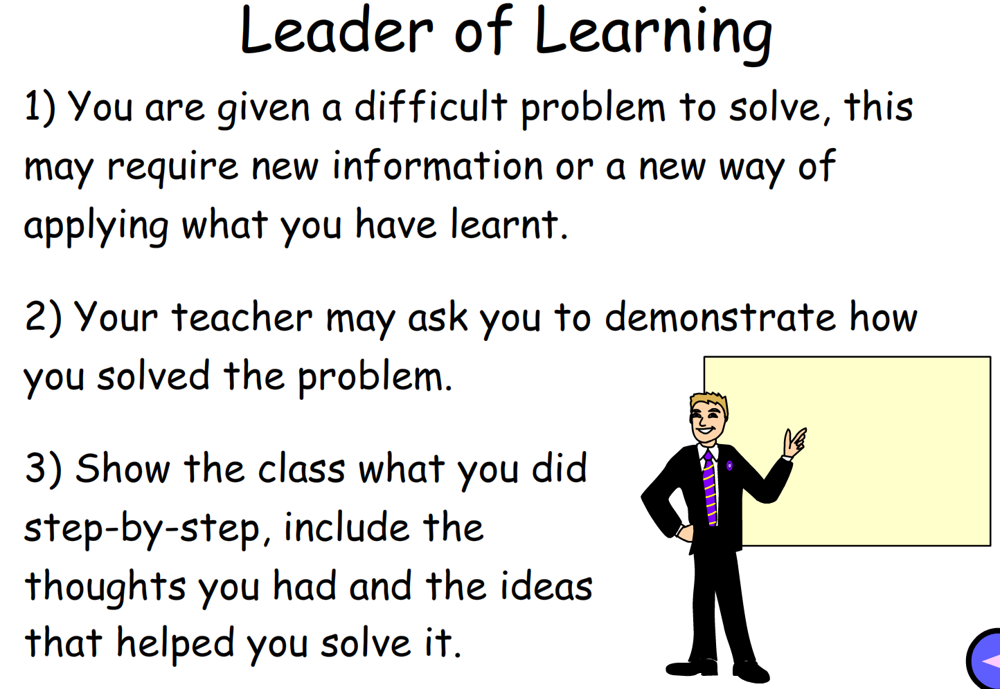 Leader of Learning
1) You are given a difficult problem to solve, this
may require new information or a new way of
applying what you have learnt.
2) Your teacher may ask you to demonstrate how
you solved the problem.
3) Show the class what you did
step-by-step, include the
thoughts you had and the ideas
that helped you solve it.